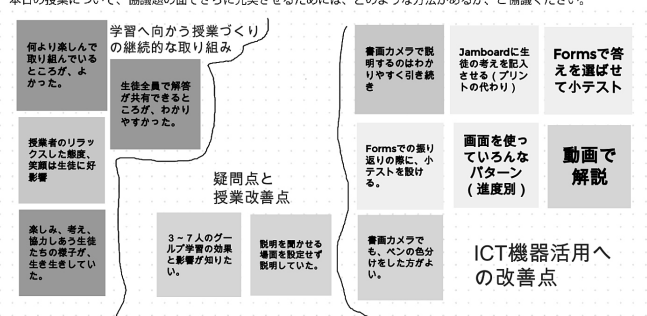 本日の授業について、協議題の面でさらに充実させるためには、どのような方法があるか、ご協議ください。
学習へ向かう授業づくり
の継続的な取り組み
何より楽しんで
取り組んでいる
ところが、よ
かった。
生徒全員で解答
が共有できると
ころが、わかり
やすかった。
授業者のリラッ
クスした態度、
笑顔は生徒に好
影響
楽しみ、考え、
協力しあう生徒
たちの様子が、
生き生きしてい
た。
疑問点と
授業改善点
３～７人のグー
ループ学習の効果
と影響が知りた
い。
説明を聞かせる
場面を設定せず
説明していた。
書画カメラで説
明するのはわか
りやすく引き続
き
Jamboardに生
徒の考えを記入
させる（プリン
トの代わり）
Formsで答
えを選ばせ
て小テスト
Formsでの振り
返りの際に、小
テストを設け
る。
画面を使っ
ていろんな
パターン
（進度別）
動画で
解説
書画カメラで
も、ペンの色分
けをした方がよ
い。
ICT機器活用へ
の改善点